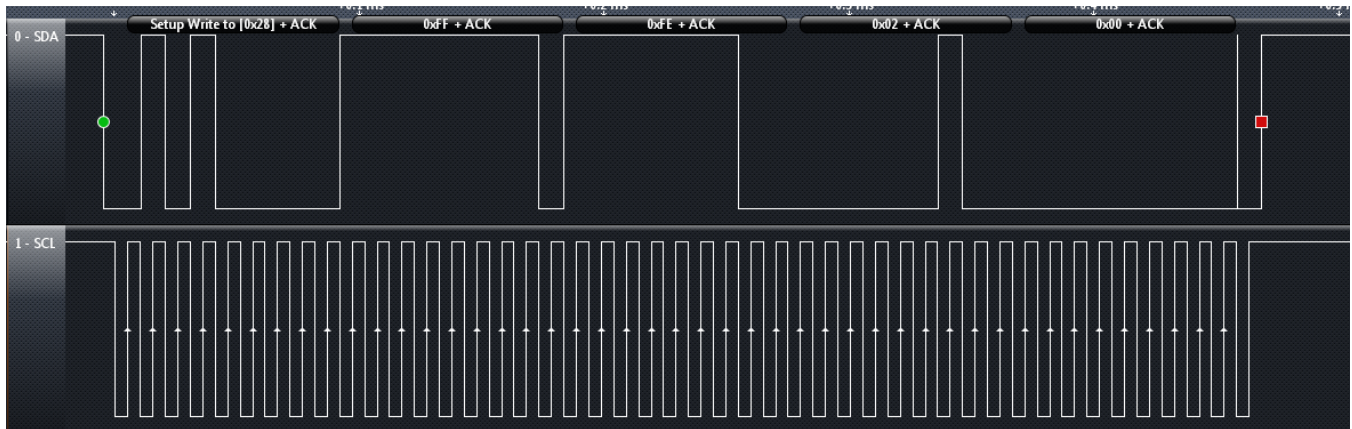 Setup Write to [0x28] + ACK 0xFF + ACK 0xFE + ACK 0x02 + ACK 0x00 + ACK
0 - SDA
1 - SCL